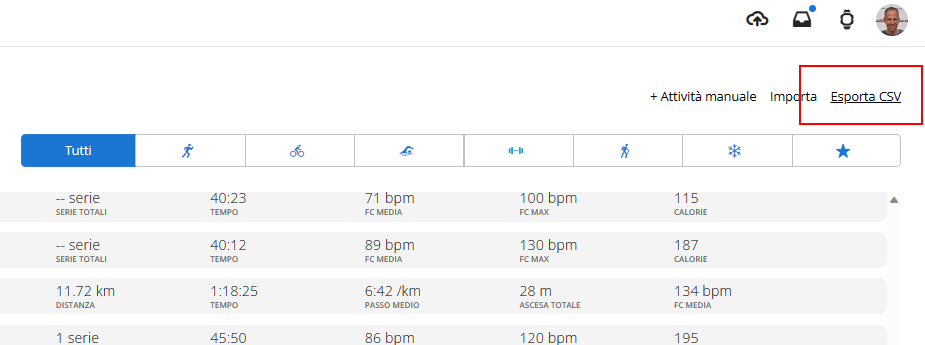 + Attività manuale Importa Esporta CSV
Tutti
-- serie 40:23 71 bpm 100 bpm 115
SERIE TOTALI TEMPO FC MEDIA FC MAX CALORIE
-- serie 40:12 89 bpm 130 bpm 187
SERIE TOTALI TEMPO FC MEDIA FC MAX CALORIE
11.72 km 1:18:25 6:42 /km 28 m 134 bpm
DISTANZA TEMPO PASSO MEDIO ASCESA TOTALE FC MEDIA
1 serie 45:50 86 bpm 120 bpm 195